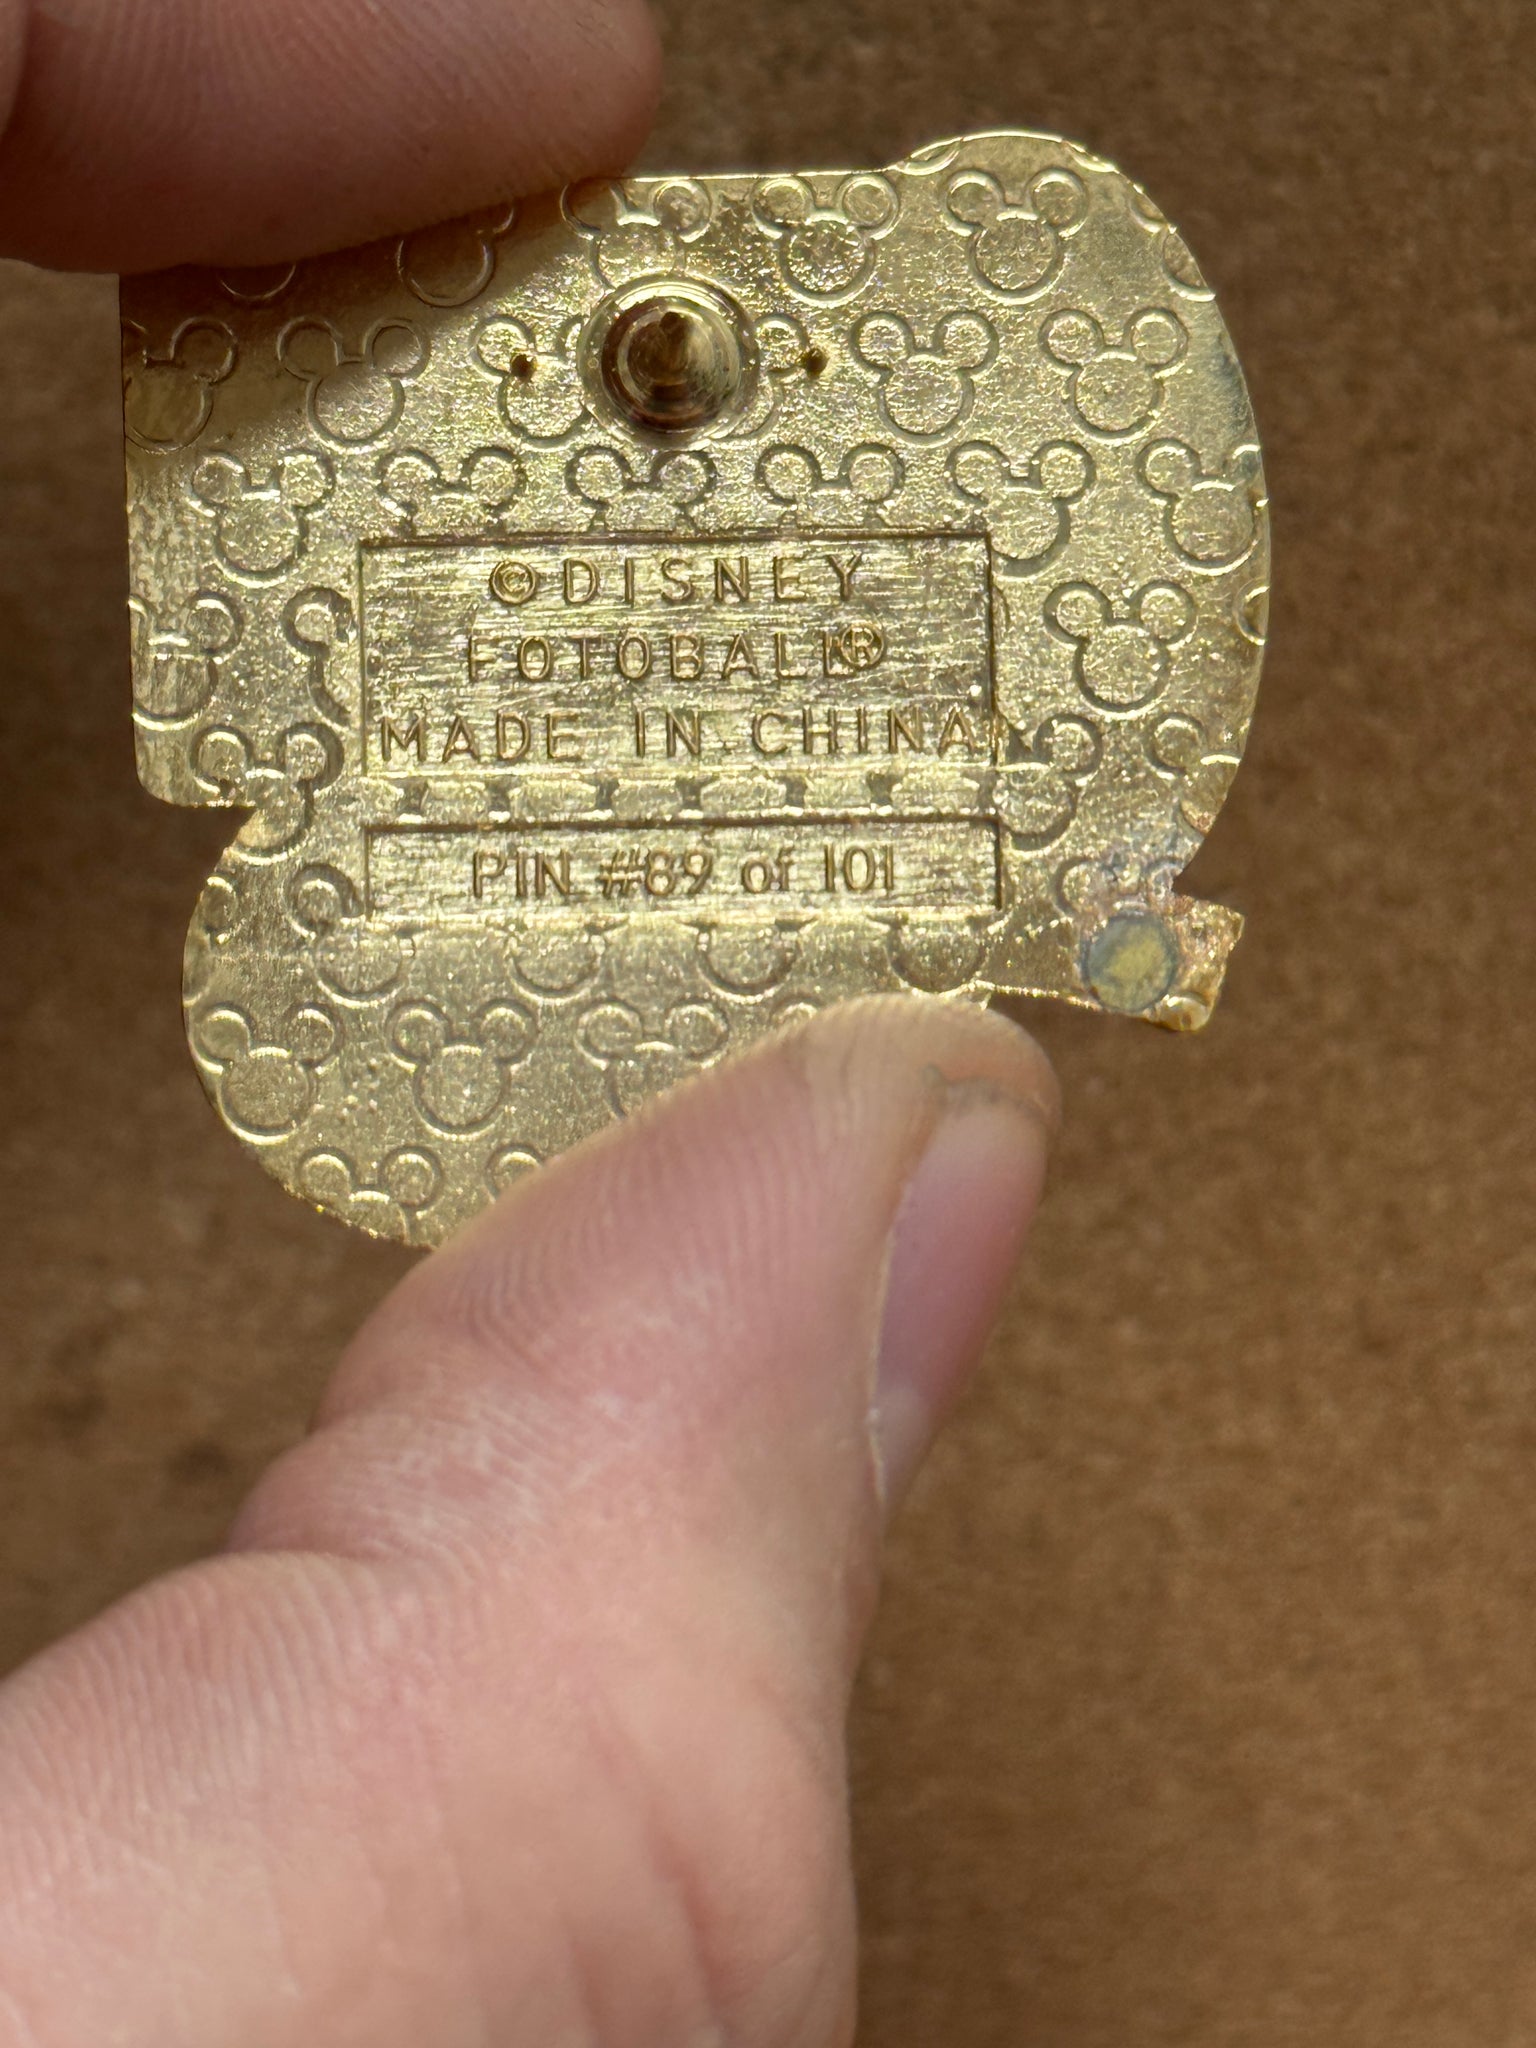 ©DISNEY
FOTOBALL®
MADE IN CHINA
PIN #89 of 101